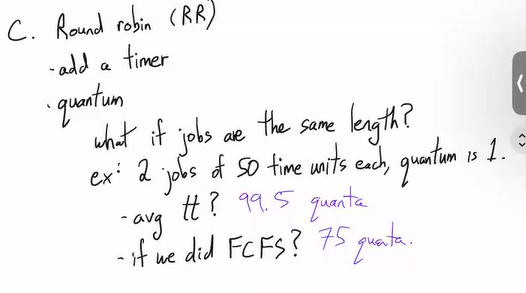 C. Round robin (RR)
- add a timer
- quantum
what if jobs are the same length?
ex: 2 jobs of 50 time units each, quantum is 1.
- avg tt? 99.5 quanta
- if we did FCFS? 75 quanta.